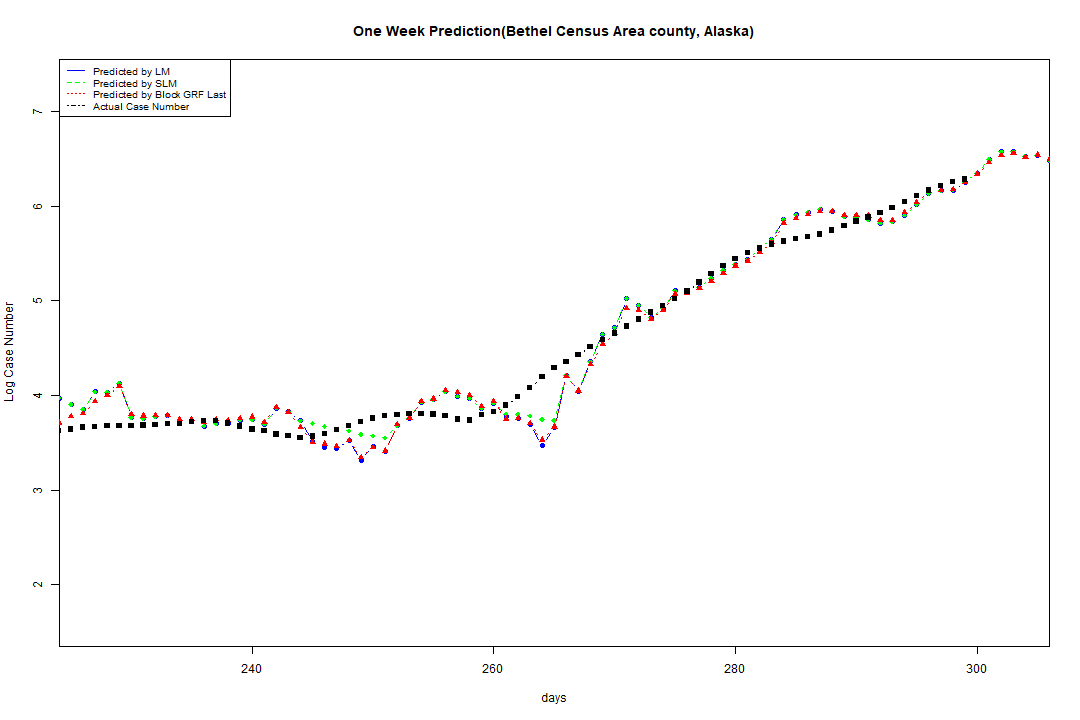 One Week Prediction(Bethel Census Area county, Alaska)
Predicted by LM
Predicted by SLM
Predicted by Block GRF Last
Actual Case Number
7
6
5
4
3
2
Log Case Number
240 260 280 300
days